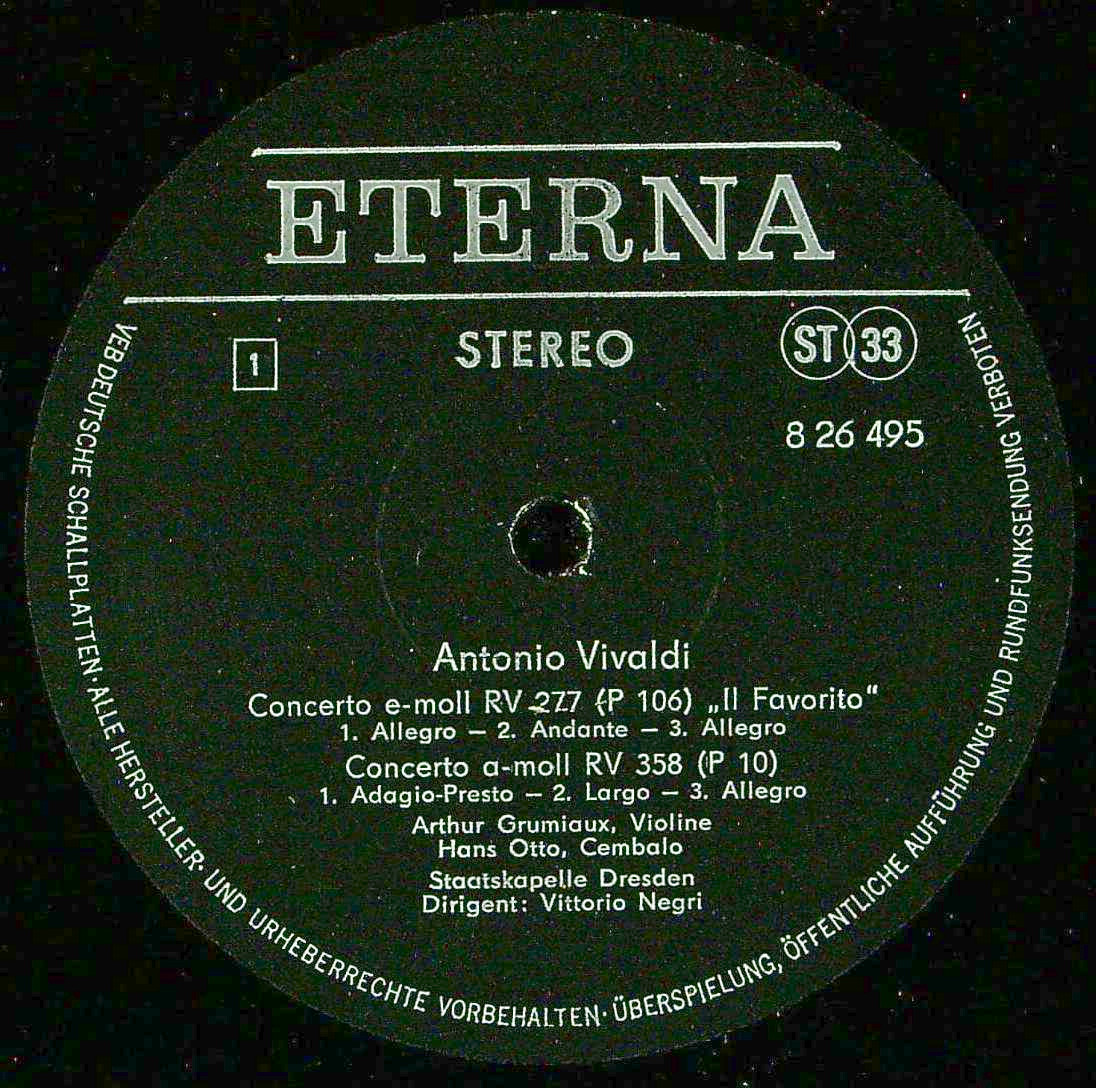 ETERNA
1
STEREO
ST 33
8 26 495
Antonio Vivaldi
Concerto e-moll RV 277 (P 106) „Il Favorito“
1. Allegro – 2. Andante – 3. Allegro
Concerto a-moll RV 358 (P 10)
1. Adagio-Presto – 2. Largo – 3. Allegro
Arthur Grumiaux, Violine
Hans Otto, Cembalo
Staatskapelle Dresden
Dirigent: Vittorio Negri
VEB DEUTSCHE SCHALLPLATTEN · ALLE HERSTELLER- UND URHEBERRECHTE VORBEHALTEN · ÜBERSPIELUNG, ÖFFENTLICHE AUFFÜHRUNG UND RUNDFUNKSENDUNG VERBOTEN